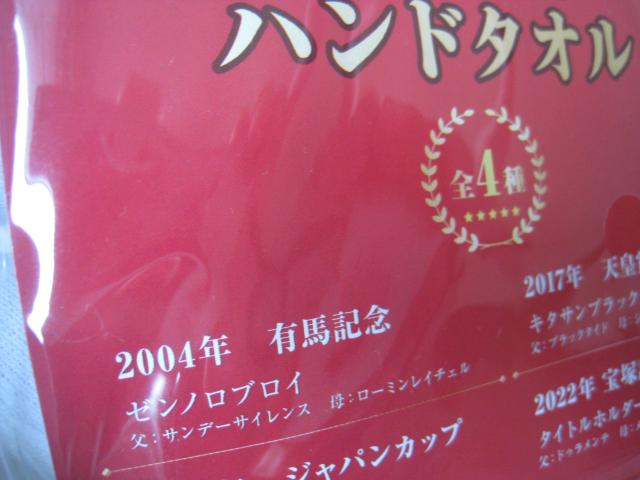 ハンドタオル
全4種
2004年 有馬記念
ゼンノロブロイ
父：サンデーサイレンス 母：ローミンレイチェル
ジャパンカップ
2017年 天皇
キタサンブラック
父：ブラックタイド 母：
2022年 宝塚
タイトルホルダー
父：ドゥラメンテ 母：